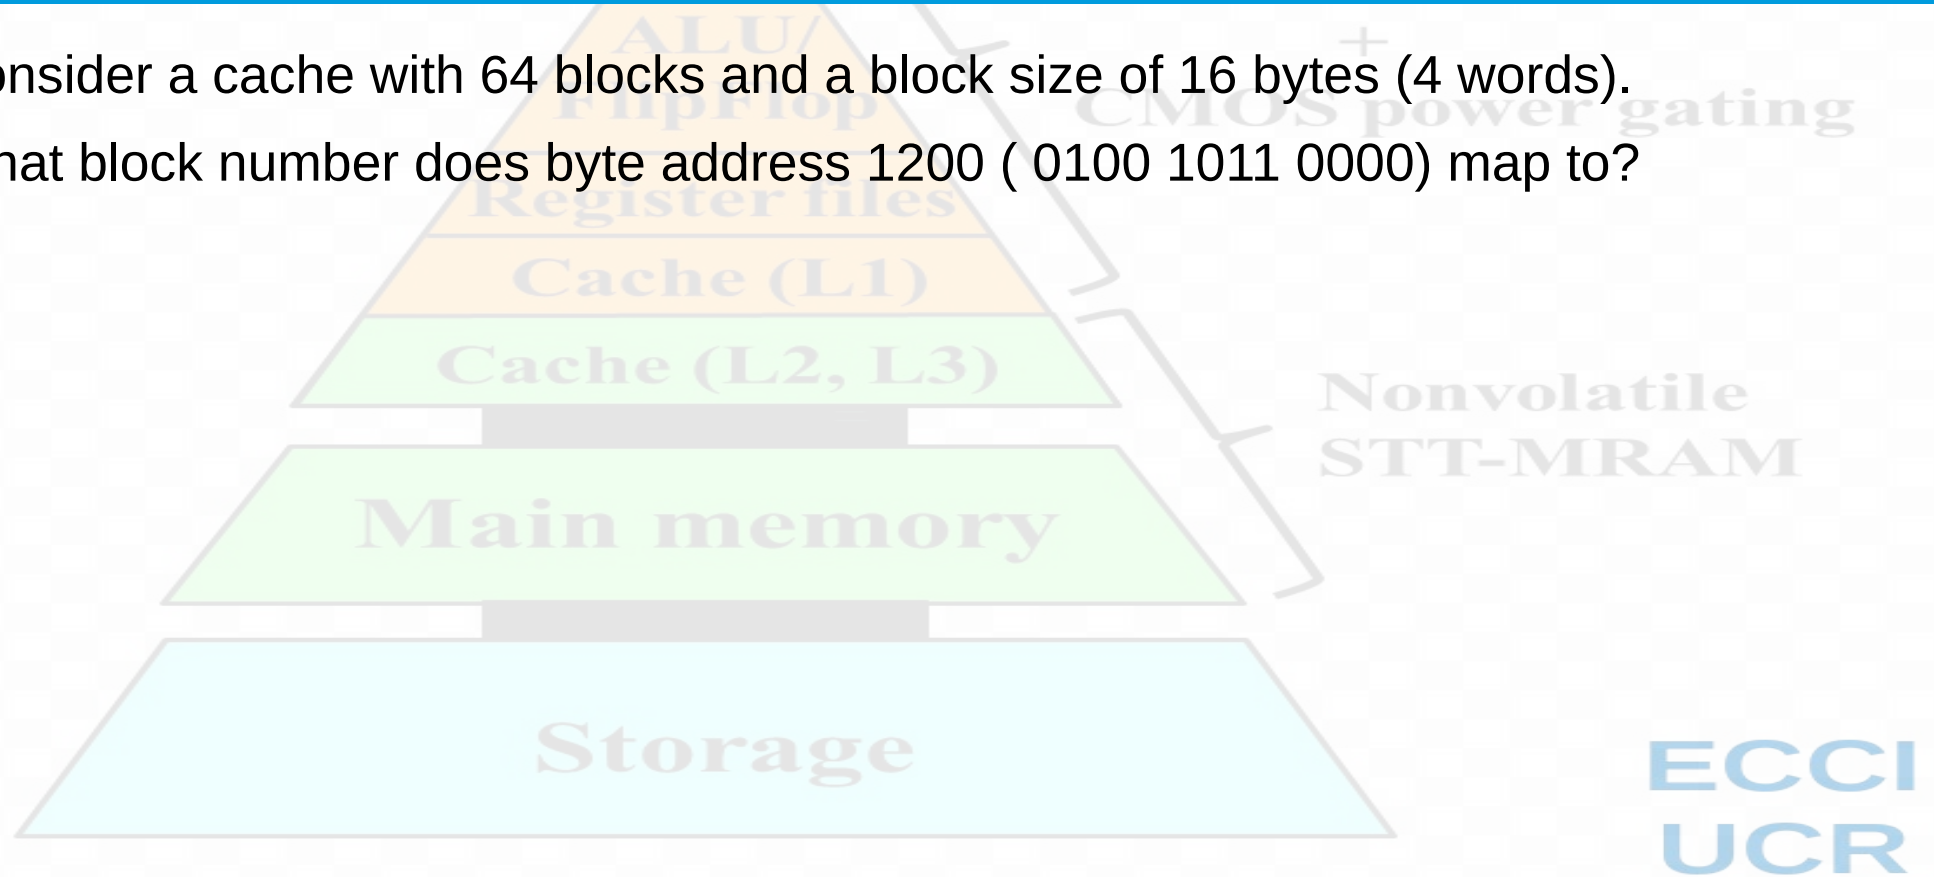 onsider a cache with 64 blocks and a block size of 16 bytes (4 words).
hat block number does byte address 1200 ( 0100 1011 0000) map to?
ALU/
FlipFlop
+
CMOS power gating
Register files
Cache (L1)
Cache (L2, L3)
Nonvolatile
STT-MRAM
Main memory
Storage
ECCI
UCR